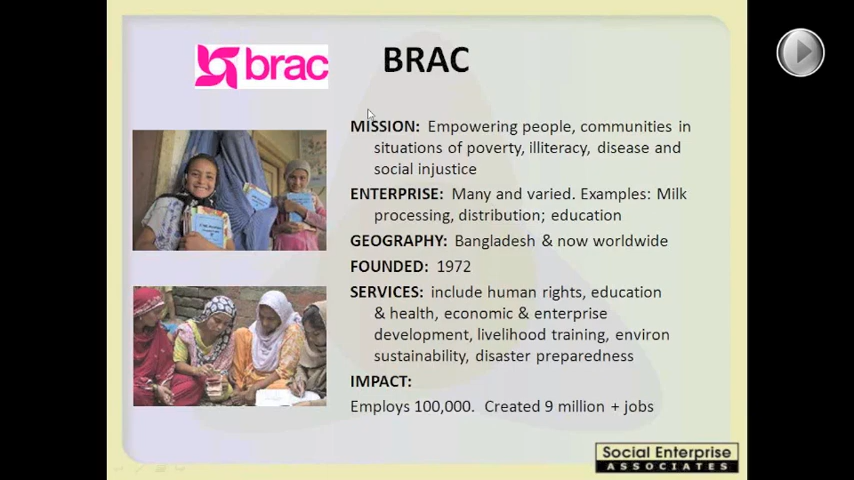 brac
BRAC
MISSION: Empowering people, communities in
situations of poverty, illiteracy, disease and
social injustice
ENTERPRISE: Many and varied. Examples: Milk
processing, distribution; education
GEOGRAPHY: Bangladesh & now worldwide
FOUNDED: 1972
SERVICES: include human rights, education
& health, economic & enterprise
development, livelihood training, environ
sustainability, disaster preparedness
IMPACT:
Employs 100,000. Created 9 million + jobs
Social Enterprise
ASSOCIATES